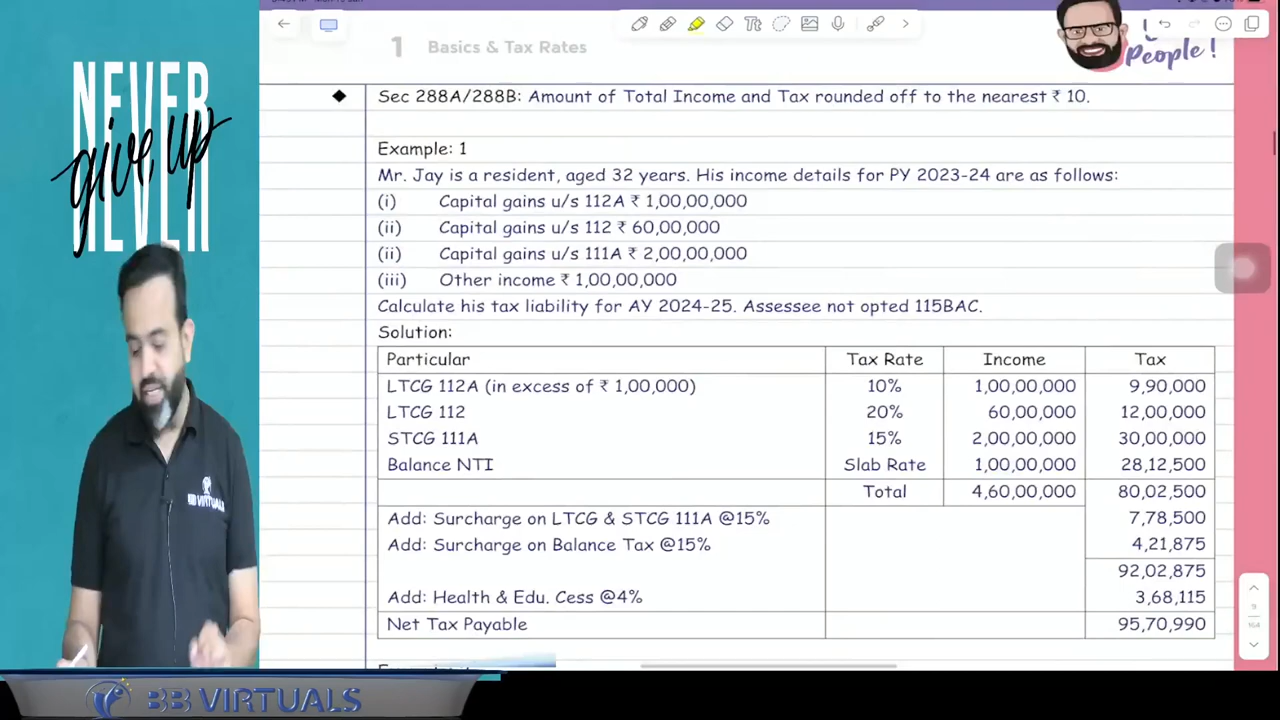 NEVER
give up
NEVER
1 Basics & Tax Rates
People !
◆ Sec 288A/288B: Amount of Total Income and Tax rounded off to the nearest ₹ 10.
Example: 1
Mr. Jay is a resident, aged 32 years. His income details for PY 2023-24 are as follows:
(i) Capital gains u/s 112A ₹ 1,00,00,000
(ii) Capital gains u/s 112 ₹ 60,00,000
(ii) Capital gains u/s 111A ₹ 2,00,00,000
(iii) Other income ₹ 1,00,00,000
Calculate his tax liability for AY 2024-25. Assessee not opted 115BAC.
Solution:
Particular Tax Rate Income Tax
LTCG 112A (in excess of ₹ 1,00,000) 10% 1,00,00,000 9,90,000
LTCG 112 20% 60,00,000 12,00,000
STCG 111A 15% 2,00,00,000 30,00,000
Balance NTI Slab Rate 1,00,00,000 28,12,500
Total 4,60,00,000 80,02,500
Add: Surcharge on LTCG & STCG 111A @15% 7,78,500
Add: Surcharge on Balance Tax @15% 4,21,875
92,02,875
Add: Health & Edu. Cess @4% 3,68,115
Net Tax Payable 95,70,990
9
164
BB VIRTUALS
BB VIRTUALS